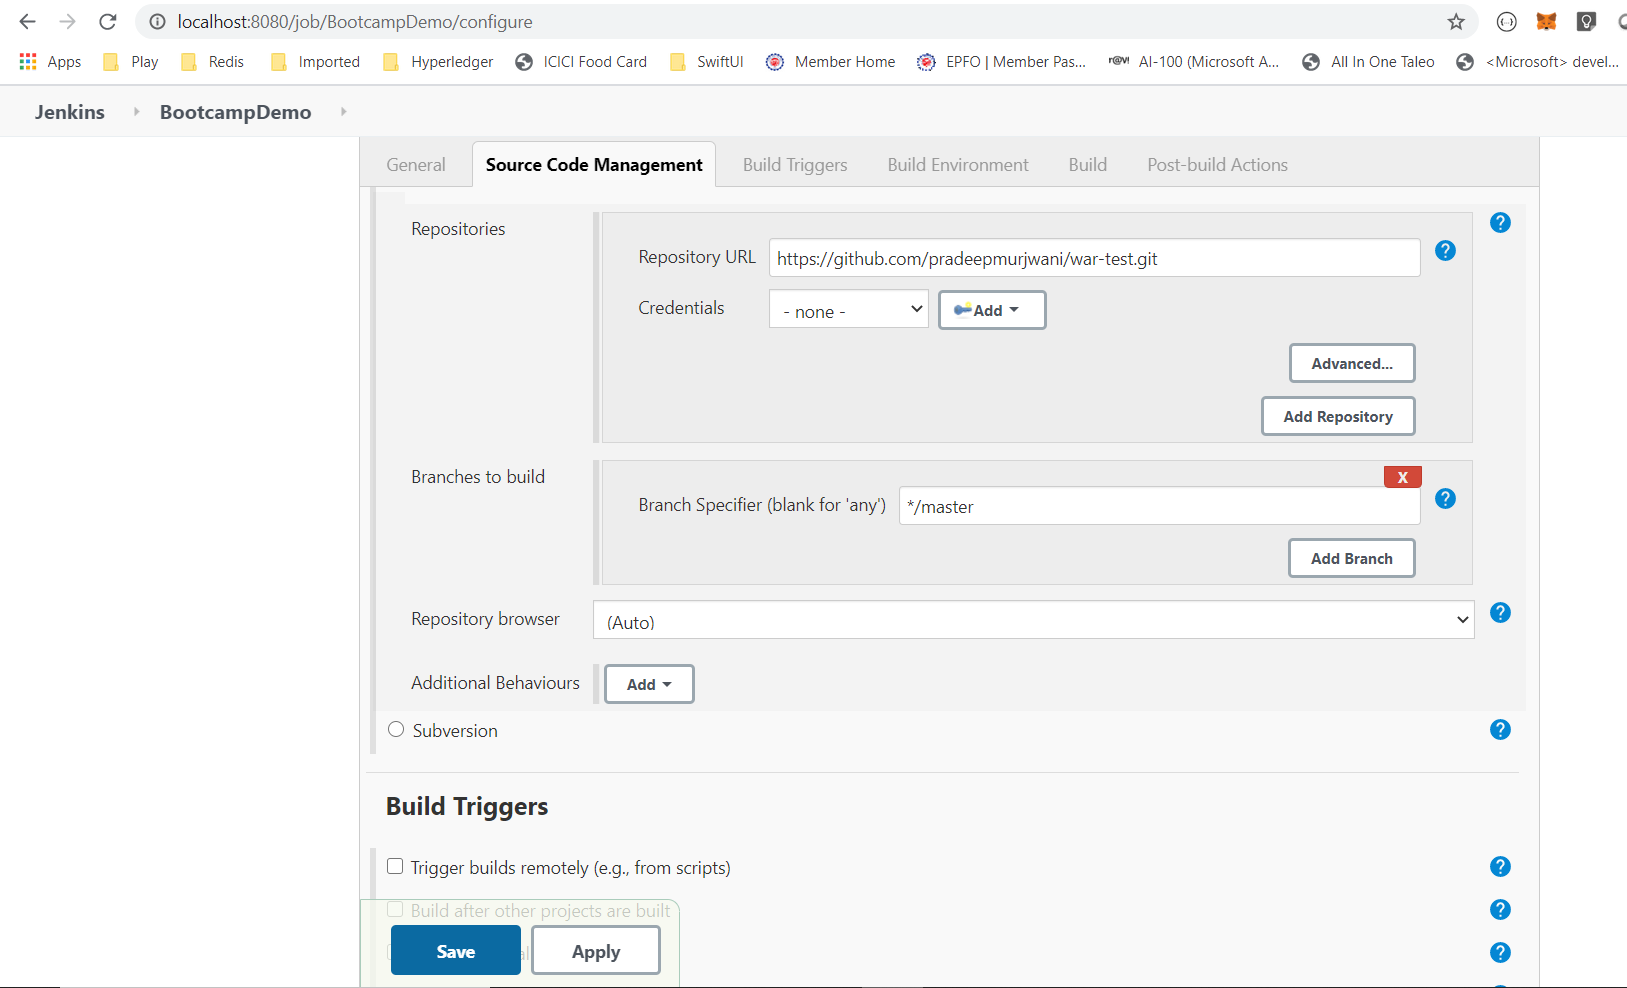 localhost:8080/job/BootcampDemo/configure
Apps Play Redis Imported Hyperledger ICICI Food Card SwiftUI Member Home EPFO | Member Pas... r@v! AI-100 (Microsoft A... All In One Taleo <Microsoft> devel...
Jenkins BootcampDemo
General Source Code Management Build Triggers Build Environment Build Post-build Actions
Repositories
Repository URL https://github.com/pradeepmurjwani/war-test.git
Credentials - none - Add
Advanced...
Add Repository
Branches to build
X
Branch Specifier (blank for 'any') */master
Add Branch
Repository browser (Auto)
Additional Behaviours Add
Subversion
Build Triggers
Trigger builds remotely (e.g., from scripts)
Build after other projects are built
Save Apply